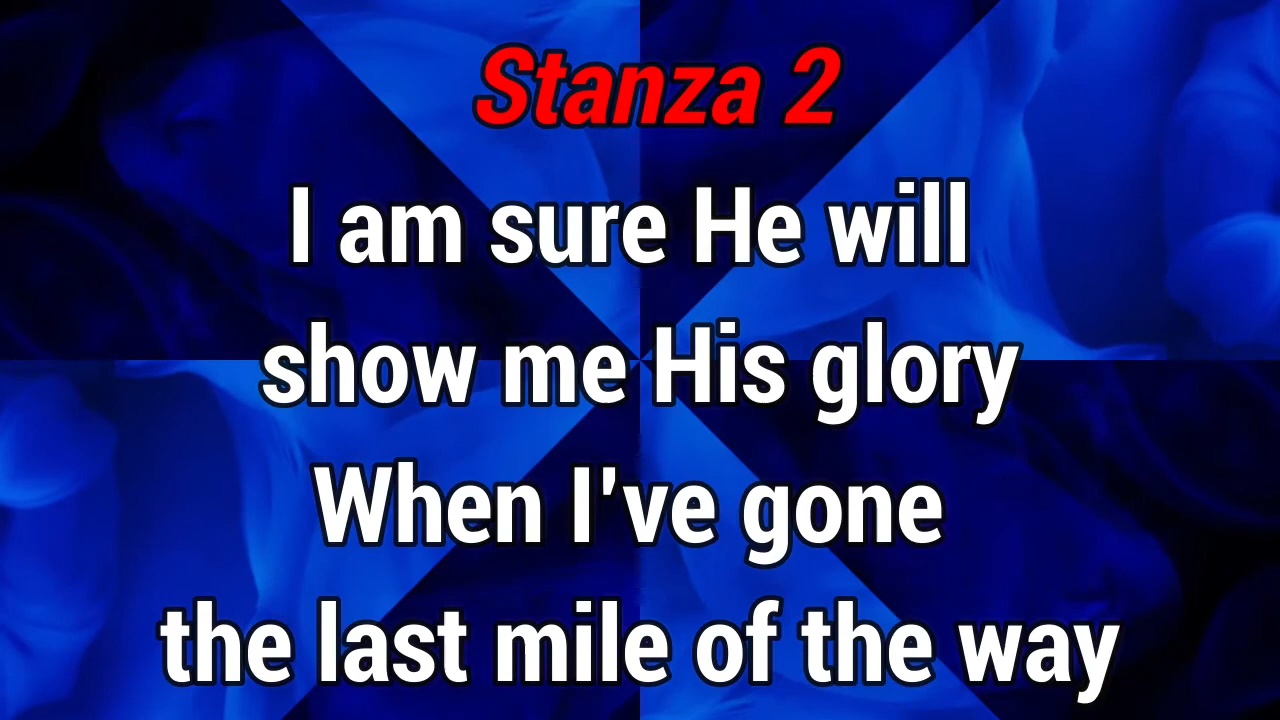 Stanza 2
I am sure He will
show me His glory
When I've gone
the last mile of the way